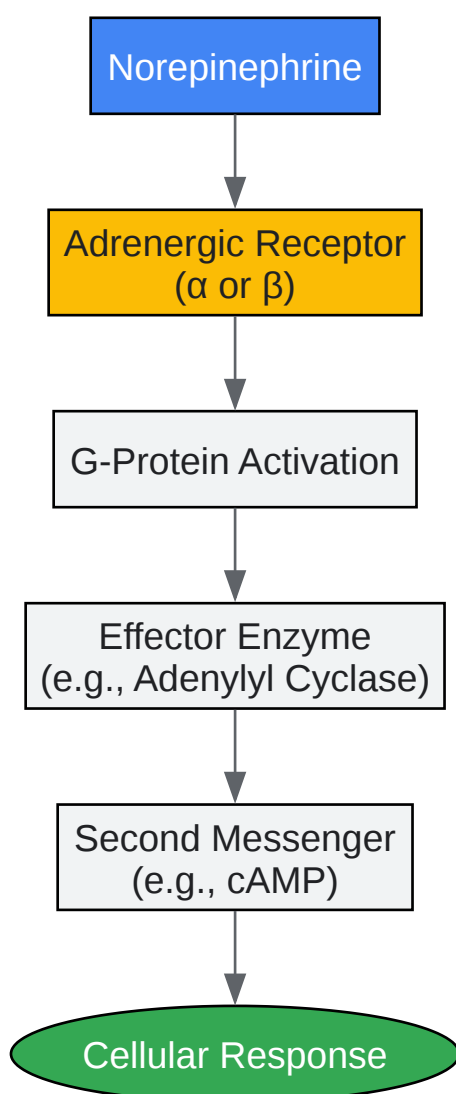 Norepinephrine
Adrenergic Receptor
(α or β)
G-Protein Activation
Effector Enzyme
(e.g., Adenylyl Cyclase)
Second Messenger
(e.g., cAMP)
Cellular Response